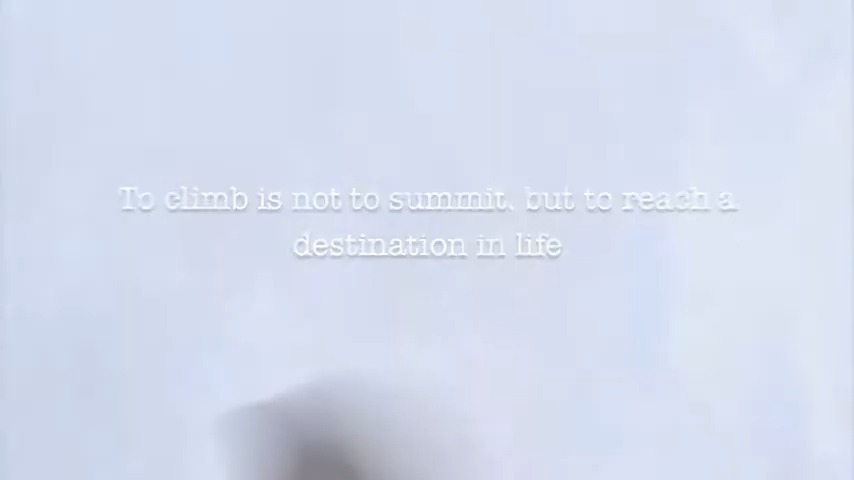 To climb is not to summit, but to reach a
destination in life